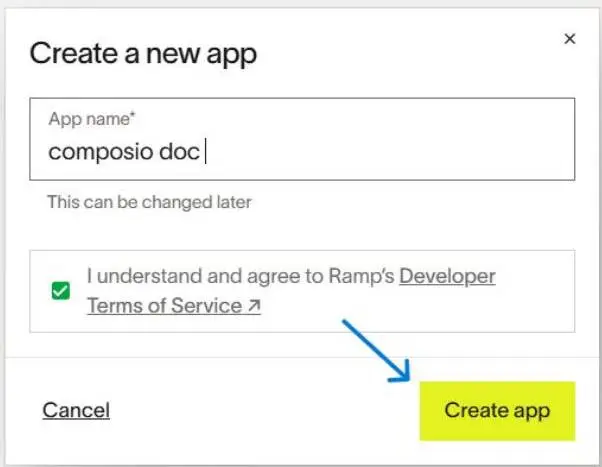 Create a new app
×
App name*
composio doc
This can be changed later
I understand and agree to Ramp's Developer
Terms of Service ↗
Cancel
Create app